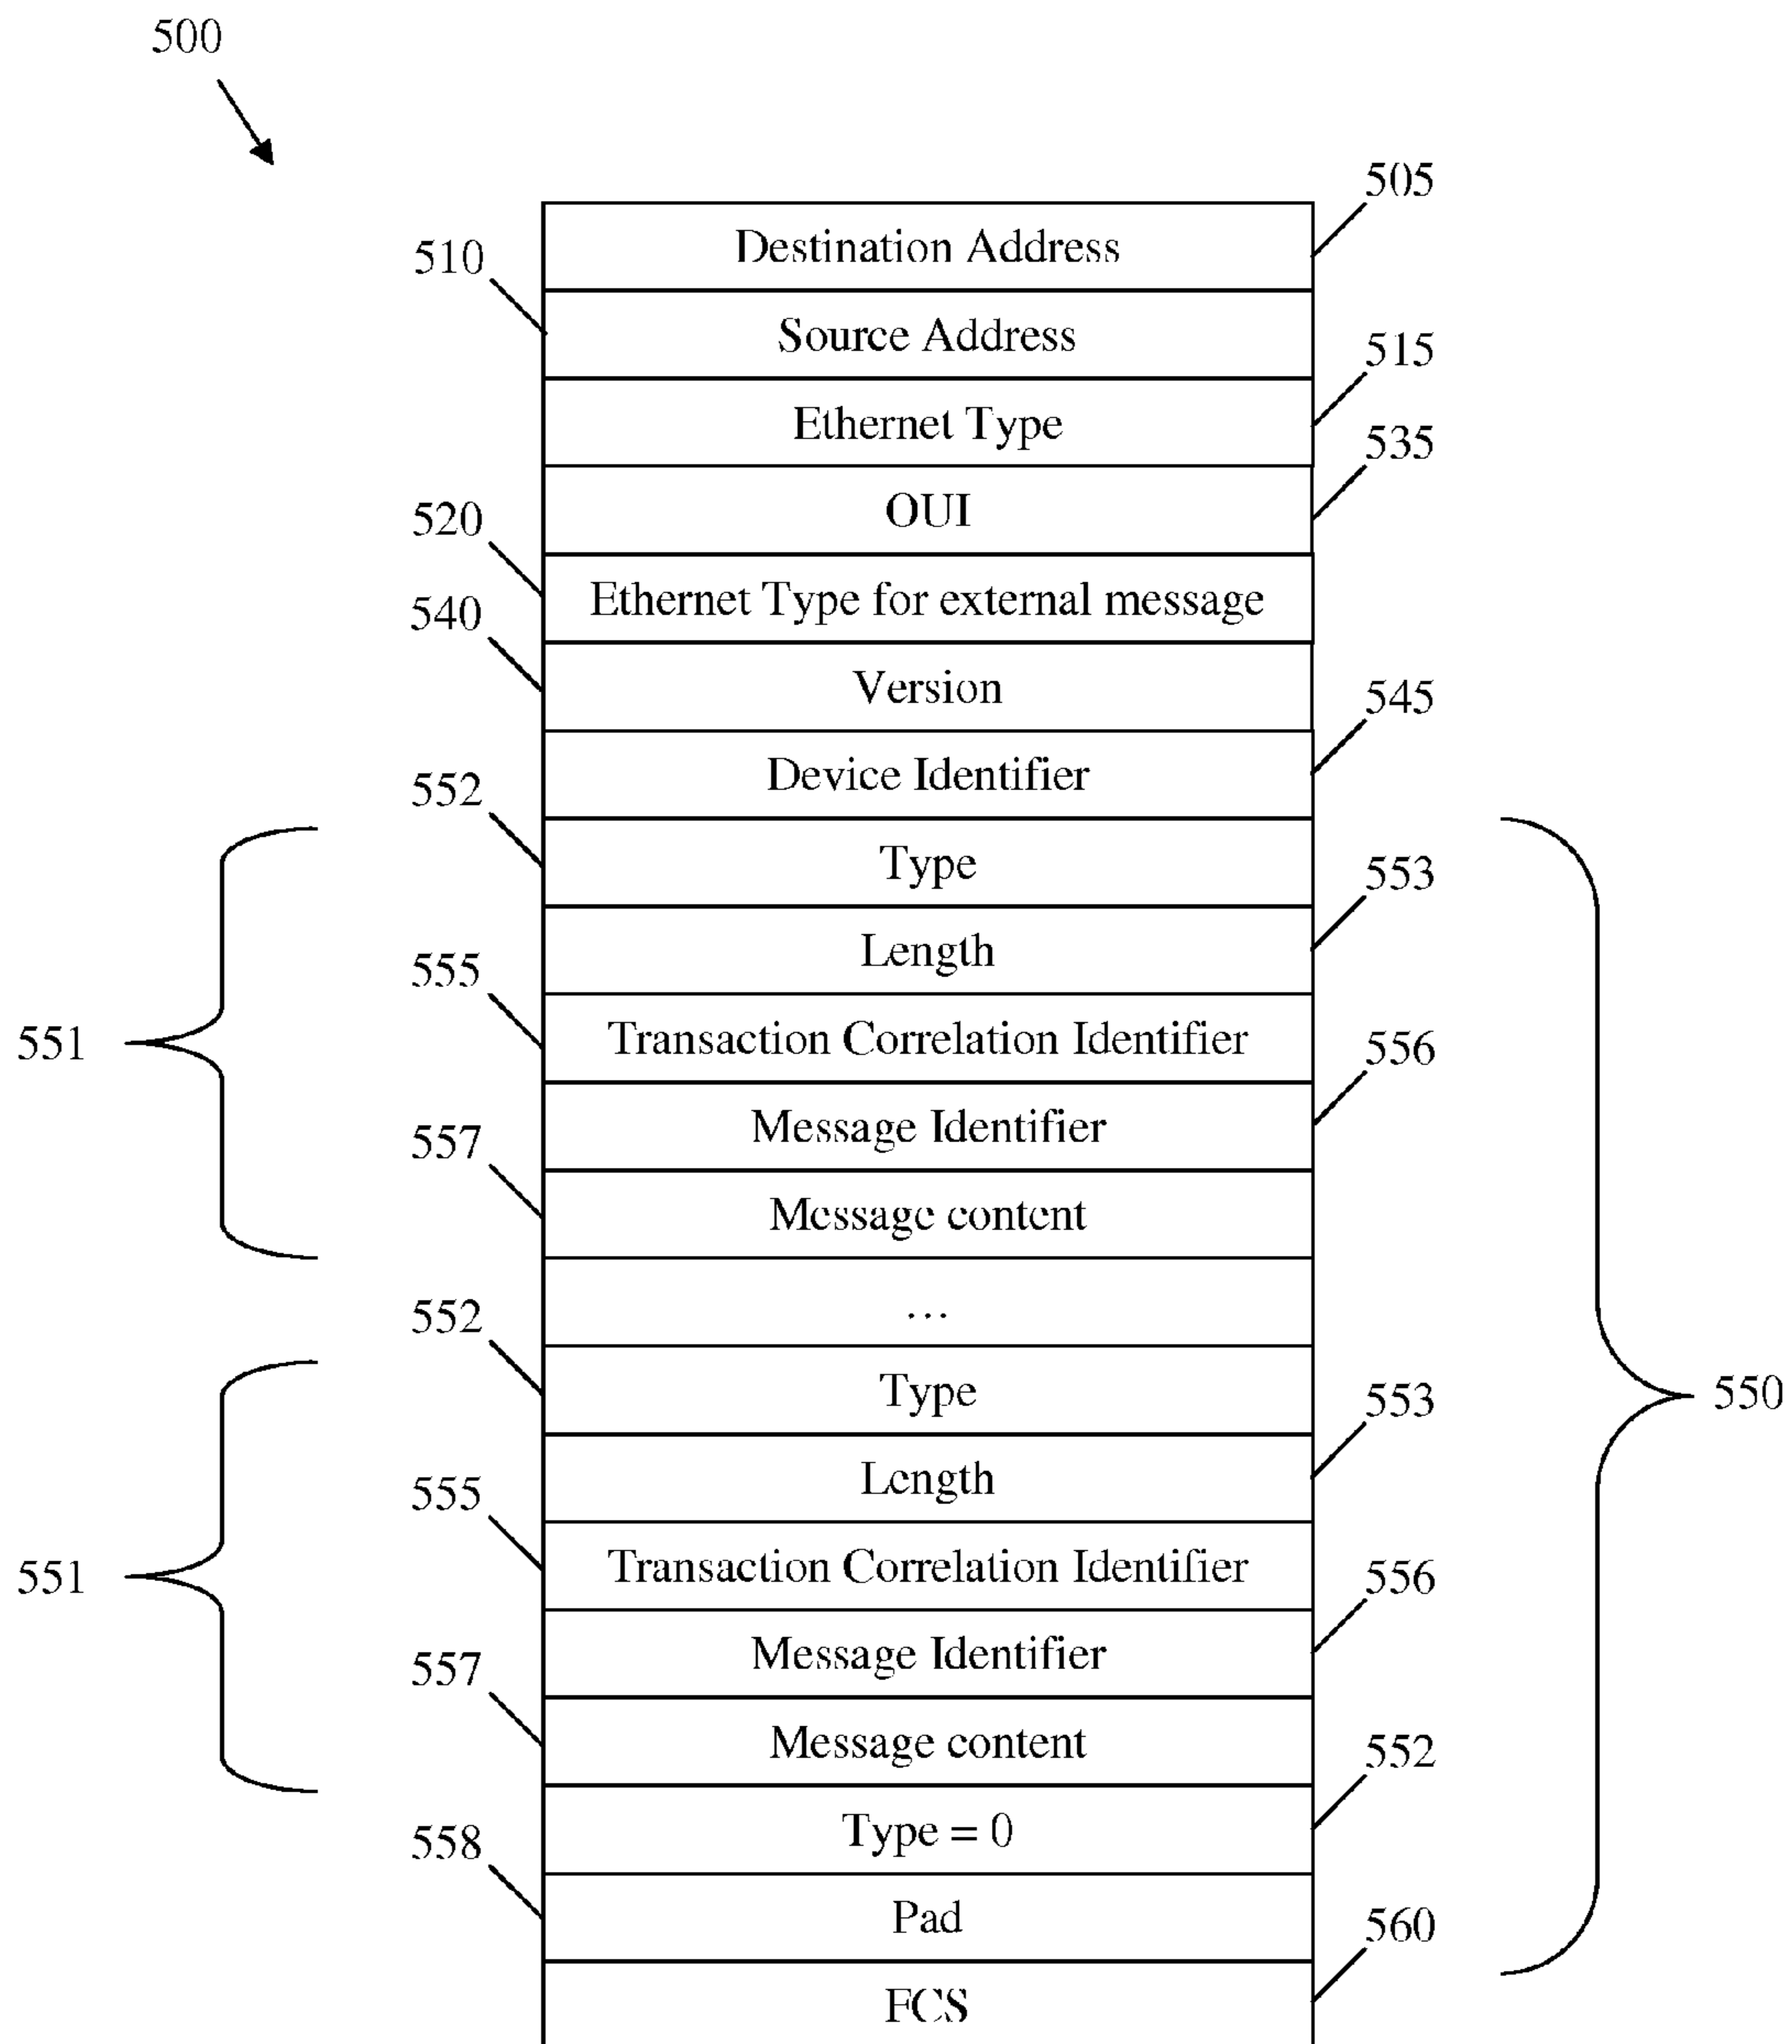 500
505
Destination Address
510
Source Address
515
Ethernet Type
535
OUI
520
Ethernet Type for external message
540
Version
545
Device Identifier
552
Type
553
Length
555
Transaction Correlation Identifier
551
556
Message Identifier
557
Message content
...
552
Type
553
550
Length
555
Transaction Correlation Identifier
551
556
Message Identifier
557
Message content
552
Type = 0
558
Pad
560
FCS